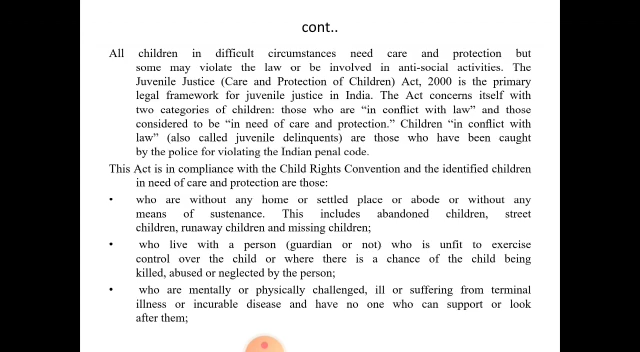 cont..
All children in difficult circumstances need care and protection but
some may violate the law or be involved in anti-social activities. The
Juvenile Justice (Care and Protection of Children) Act, 2000 is the primary
legal framework for juvenile justice in India. The Act concerns itself with
two categories of children: those who are “in conflict with law” and those
considered to be “in need of care and protection.” Children “in conflict with
law” (also called juvenile delinquents) are those who have been caught
by the police for violating the Indian penal code.
This Act is in compliance with the Child Rights Convention and the identified children
in need of care and protection are those:
• who are without any home or settled place or abode or without any
means of sustenance. This includes abandoned children, street
children, runaway children and missing children;
• who live with a person (guardian or not) who is unfit to exercise
control over the child or where there is a chance of the child being
killed, abused or neglected by the person;
• who are mentally or physically challenged, ill or suffering from terminal
illness or incurable disease and have no one who can support or look
after them;